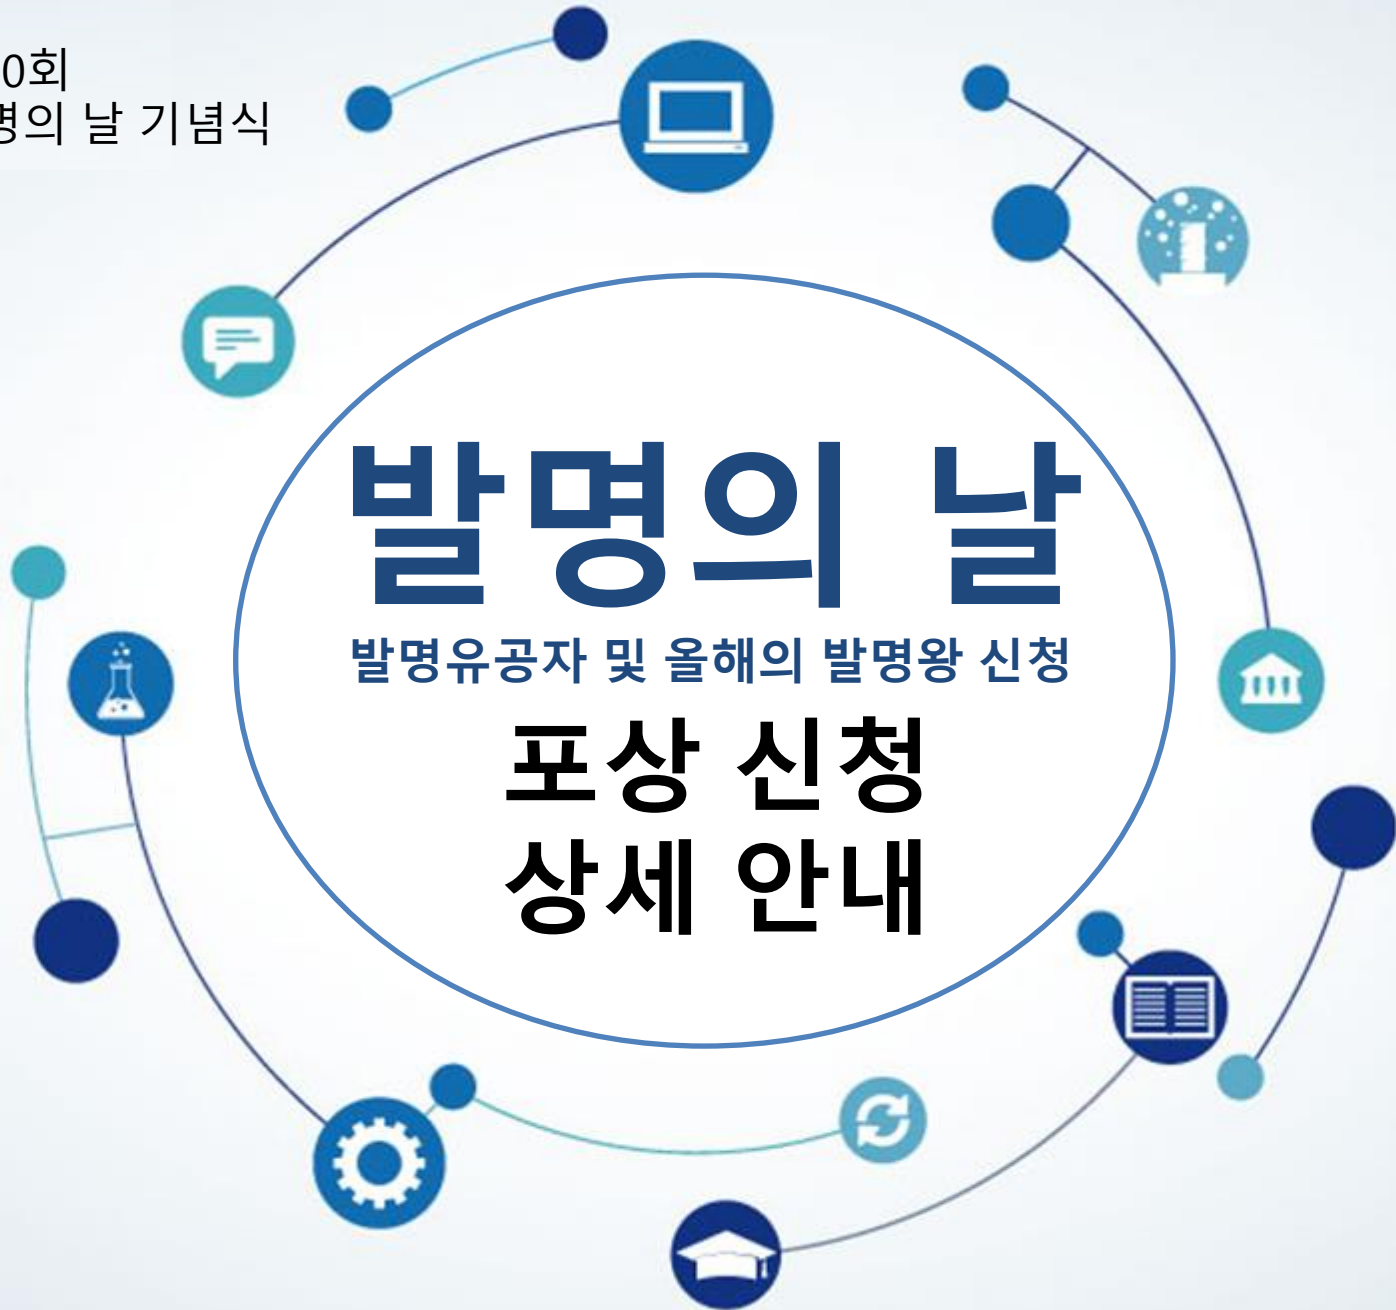 0회
명의 날 기념식
발명의 날
발명유공자 및 올해의 발명왕 신청
포상 신청
상세 안내